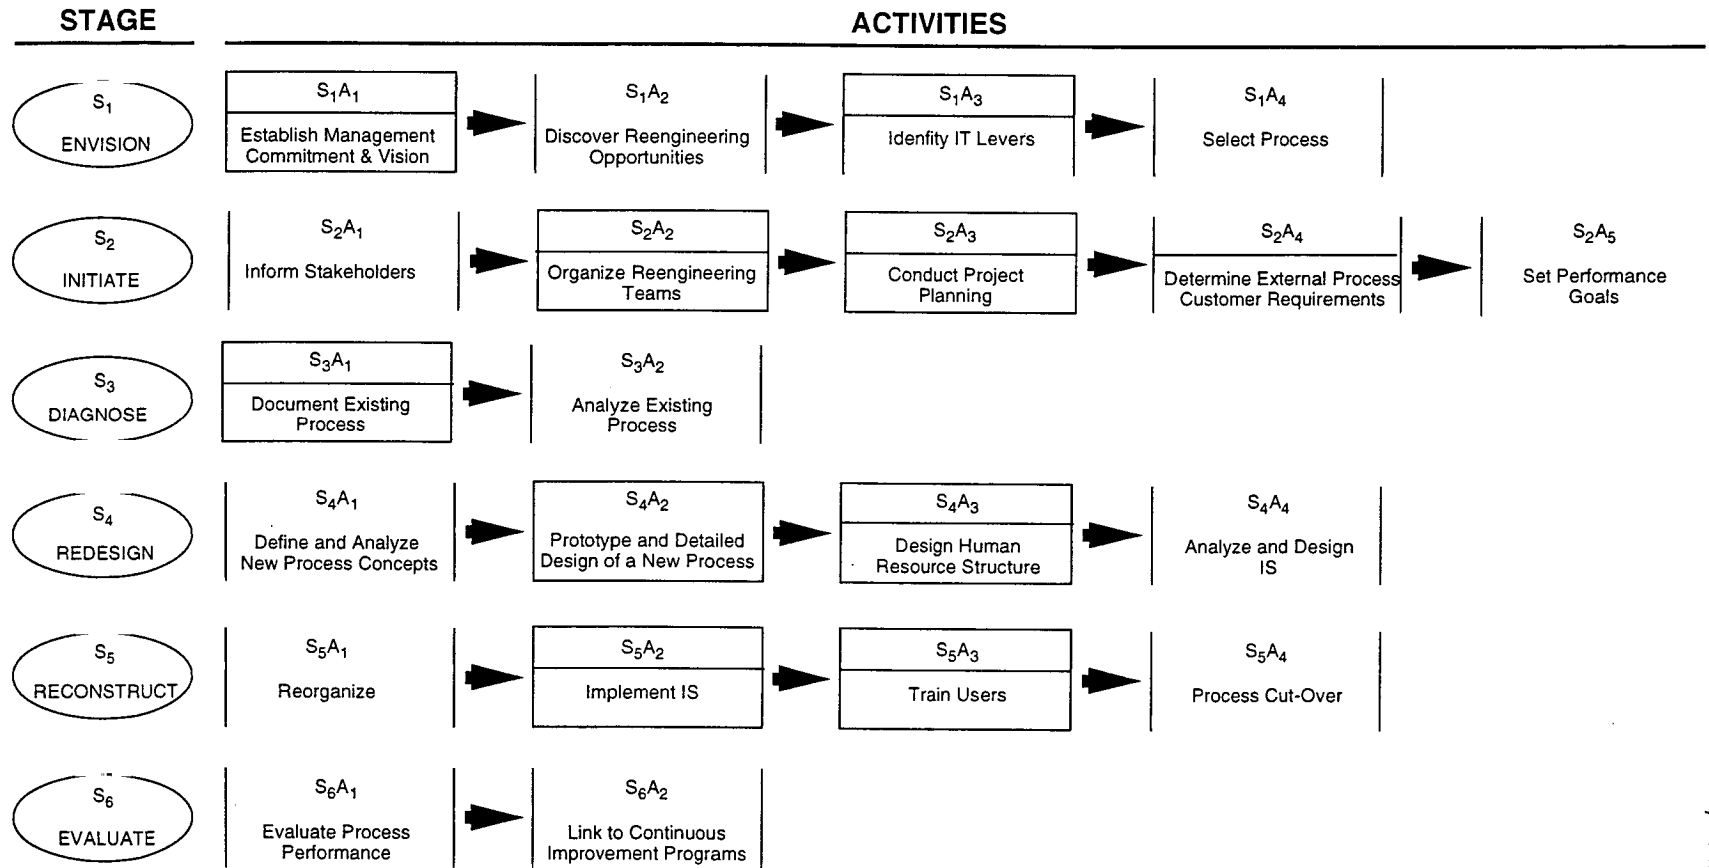 STAGE
ACTIVITIES
S₁
ENVISION
S₁A₁
Establish Management
Commitment & Vision
S₁A₂
Discover Reengineering
Opportunities
S₁A₃
Idenfity IT Levers
S₁A₄
Select Process
S₂
INITIATE
S₂A₁
Inform Stakeholders
S₂A₂
Organize Reengineering
Teams
S₂A₃
Conduct Project
Planning
S₂A₄
Determine External Process
Customer Requirements
S₂A₅
Set Performance
Goals
S₃
DIAGNOSE
S₃A₁
Document Existing
Process
S₃A₂
Analyze Existing
Process
S₄
REDESIGN
S₄A₁
Define and Analyze
New Process Concepts
S₄A₂
Prototype and Detailed
Design of a New Process
S₄A₃
Design Human
Resource Structure
S₄A₄
Analyze and Design
IS
S₅
RECONSTRUCT
S₅A₁
Reorganize
S₅A₂
Implement IS
S₅A₃
Train Users
S₅A₄
Process Cut-Over
S₆
EVALUATE
S₆A₁
Evaluate Process
Performance
S₆A₂
Link to Continuous
Improvement Programs